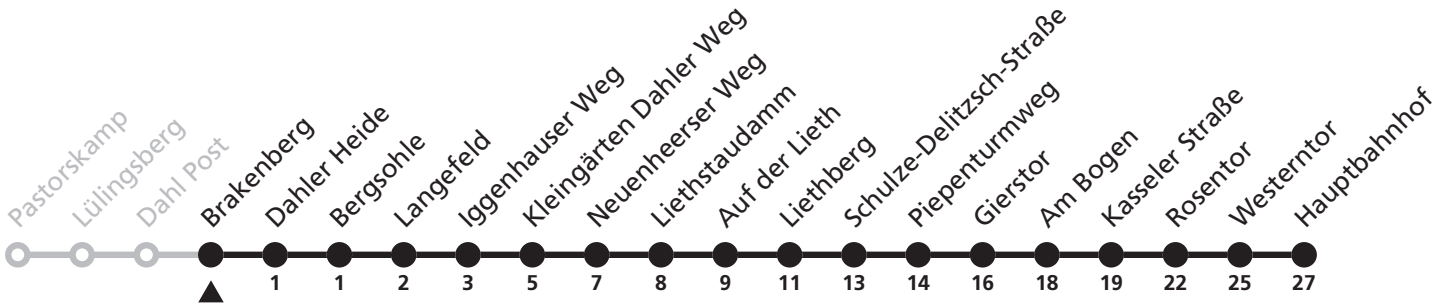 Pastorskamp
Lülingsberg
Dahl Post
Brakenberg
Dahler Heide
Bergsohle
Langefeld
Iggenhauser Weg
Kleingärten Dahler Weg
Neuenheerser Weg
Liethstaudamm
Auf der Lieth
Liethberg
Schulze-Delitzsch-Straße
Piepenturmweg
Gierstor
Am Bogen
Kasseler Straße
Rosentor
Westerntor
Hauptbahnhof
1 1 2 3 5 7 8 9 11 13 14 16 18 19 22 25 27